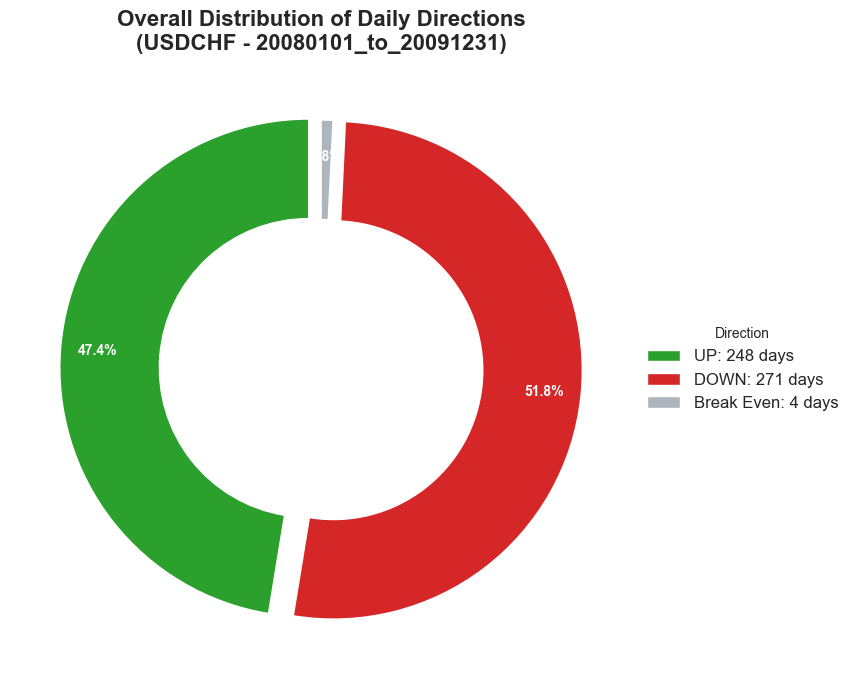 Overall Distribution of Daily Directions
(USDCHF - 20080101_to_20091231)
47.4%
51.8%
Direction
UP: 248 days
DOWN: 271 days
Break Even: 4 days